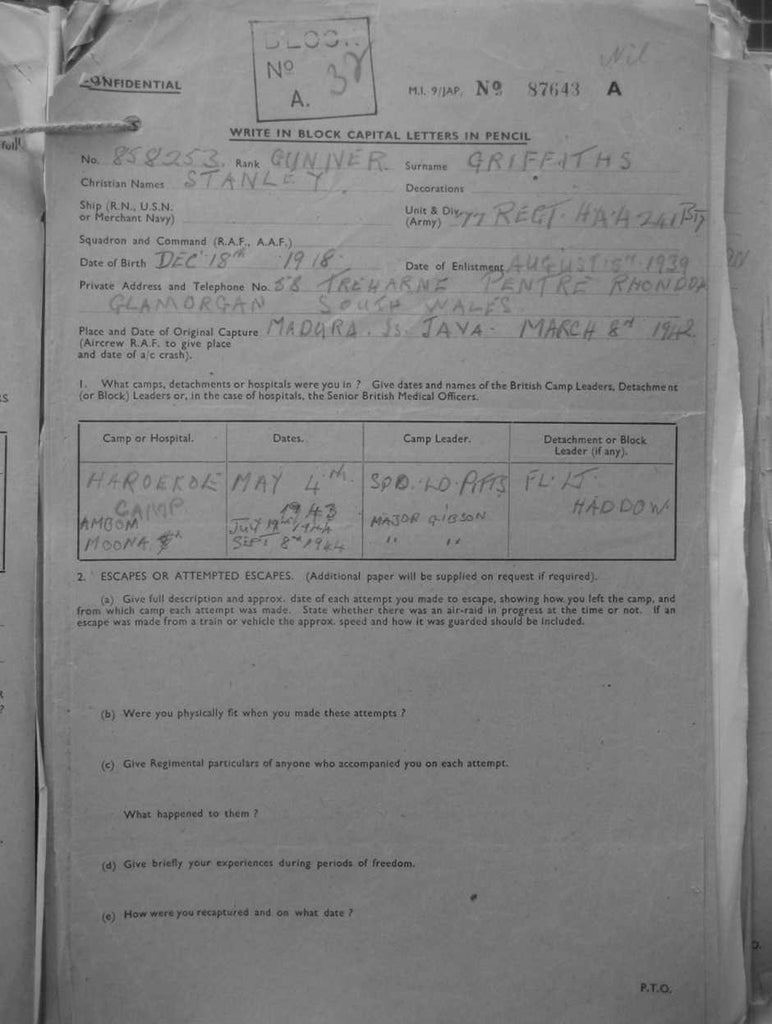 BLOCK
Nil
CONFIDENTIAL
Nº 38
A.
M.I. 9/JAP. Nº 87643 A
WRITE IN BLOCK CAPITAL LETTERS IN PENCIL
No. 858253. Rank GUNNER Surname GRIFFITHS
Christian Names STANLEY Decorations
Ship (R.N., U.S.N. or Merchant Navy)
Unit & Div. (Army) 77 REGT. HAA 241 BTY
Squadron and Command (R.A.F., A.A.F.)
Date of Birth DEC 18TH 1918 Date of Enlistment AUGUST 1939
Private Address and Telephone No. 58 TREHARNE PENTRE RHONDDA
GLAMORGAN SOUTH WALES
Place and Date of Original Capture MADURA. Is. JAVA - MARCH 8TH 1942
(Aircrew R.A.F. to give place
and date of a/c crash).
1. What camps, detachments or hospitals were you in ? Give dates and names of the British Camp Leaders, Detachment
(or Block) Leaders or, in the case of hospitals, the Senior British Medical Officers.
Camp or Hospital. Dates. Camp Leader. Detachment or Block Leader (if any).
HAROEKOE MAY 4TH SPD. LD. PITTS FL. LT.
CAMP 1943 HADDOW
AMBOM JULY 1944 MAJOR GIBSON
MOONA SEPT 8TH 1944 " "
2. ESCAPES OR ATTEMPTED ESCAPES. (Additional paper will be supplied on request if required).
(a) Give full description and approx. date of each attempt you made to escape, showing how you left the camp, and
from which camp each attempt was made. State whether there was an air-raid in progress at the time or not. If an
escape was made from a train or vehicle the approx. speed and how it was guarded should be included.
(b) Were you physically fit when you made these attempts ?
(c) Give Regimental particulars of anyone who accompanied you on each attempt.
What happened to them ?
(d) Give briefly your experiences during periods of freedom.
(e) How were you recaptured and on what date ?
P.T.O.